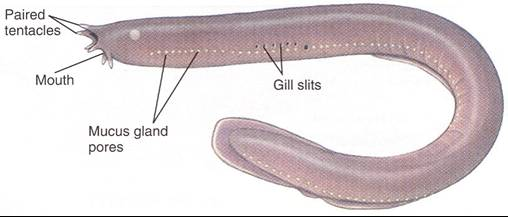 Paired
tentacles
Mouth
Mucus gland
pores
Gill slits